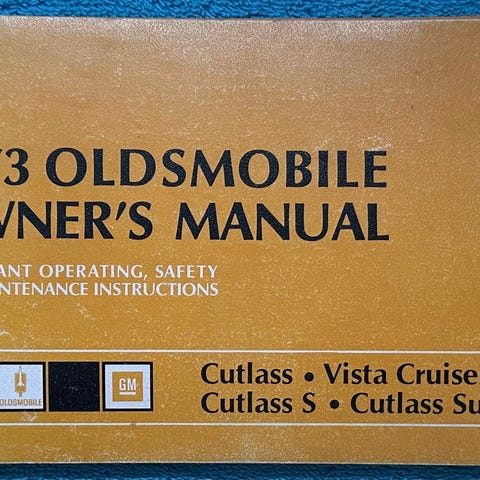 73 OLDSMOBILE
WNER'S MANUAL
ANT OPERATING, SAFETY
NTENANCE INSTRUCTIONS
OLDSMOBILE
GM
Cutlass • Vista Cruise
Cutlass S • Cutlass Su